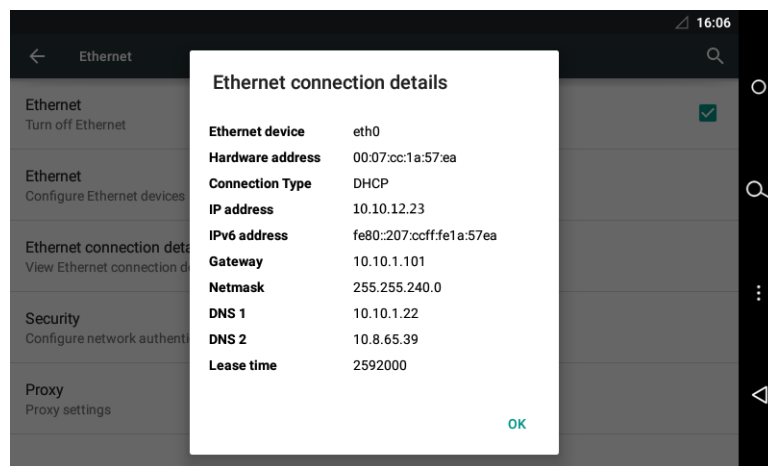 16:06
Ethernet
Ethernet connection details
Ethernet
Turn off Ethernet
Ethernet device eth0
Hardware address 00:07:cc:1a:57:ea
Connection Type DHCP
Ethernet
Configure Ethernet devices
IP address 10.10.12.23
IPv6 address fe80::207:ccff:fe1a:57ea
Ethernet connection deta
View Ethernet connection d
Gateway 10.10.1.101
Netmask 255.255.240.0
DNS 1 10.10.1.22
Security
Configure network authenti
DNS 2 10.8.65.39
Lease time 2592000
Proxy
Proxy settings
OK